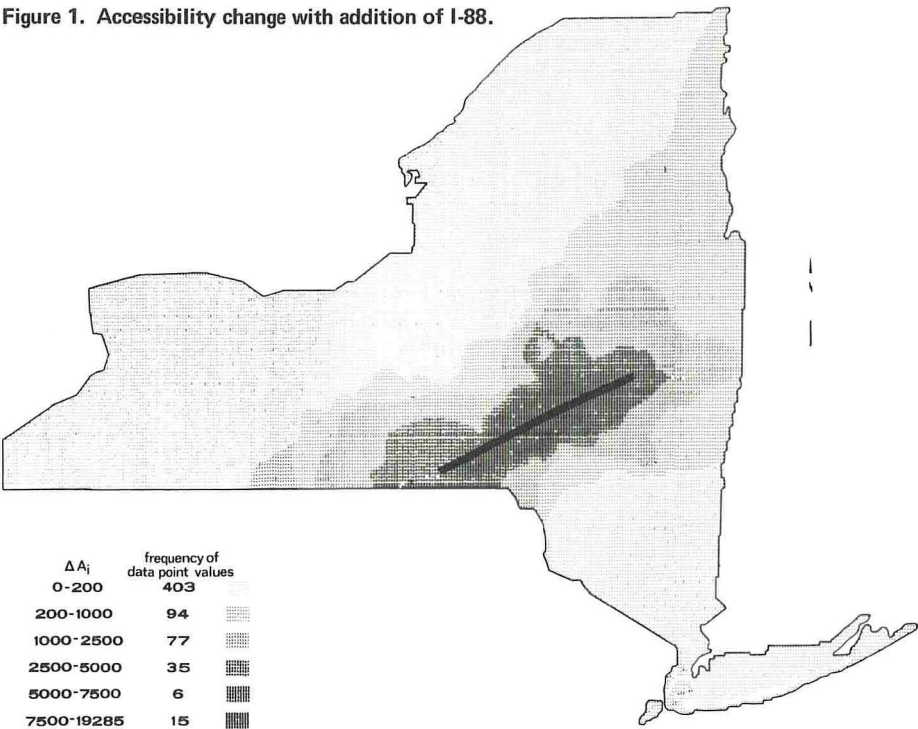 Figure 1. Accessibility change with addition of I-88.
Δ Ai
frequency of
data point values
0-200 403
200-1000 94
1000-2500 77
2500-5000 35
5000-7500 6
7500-19285 15